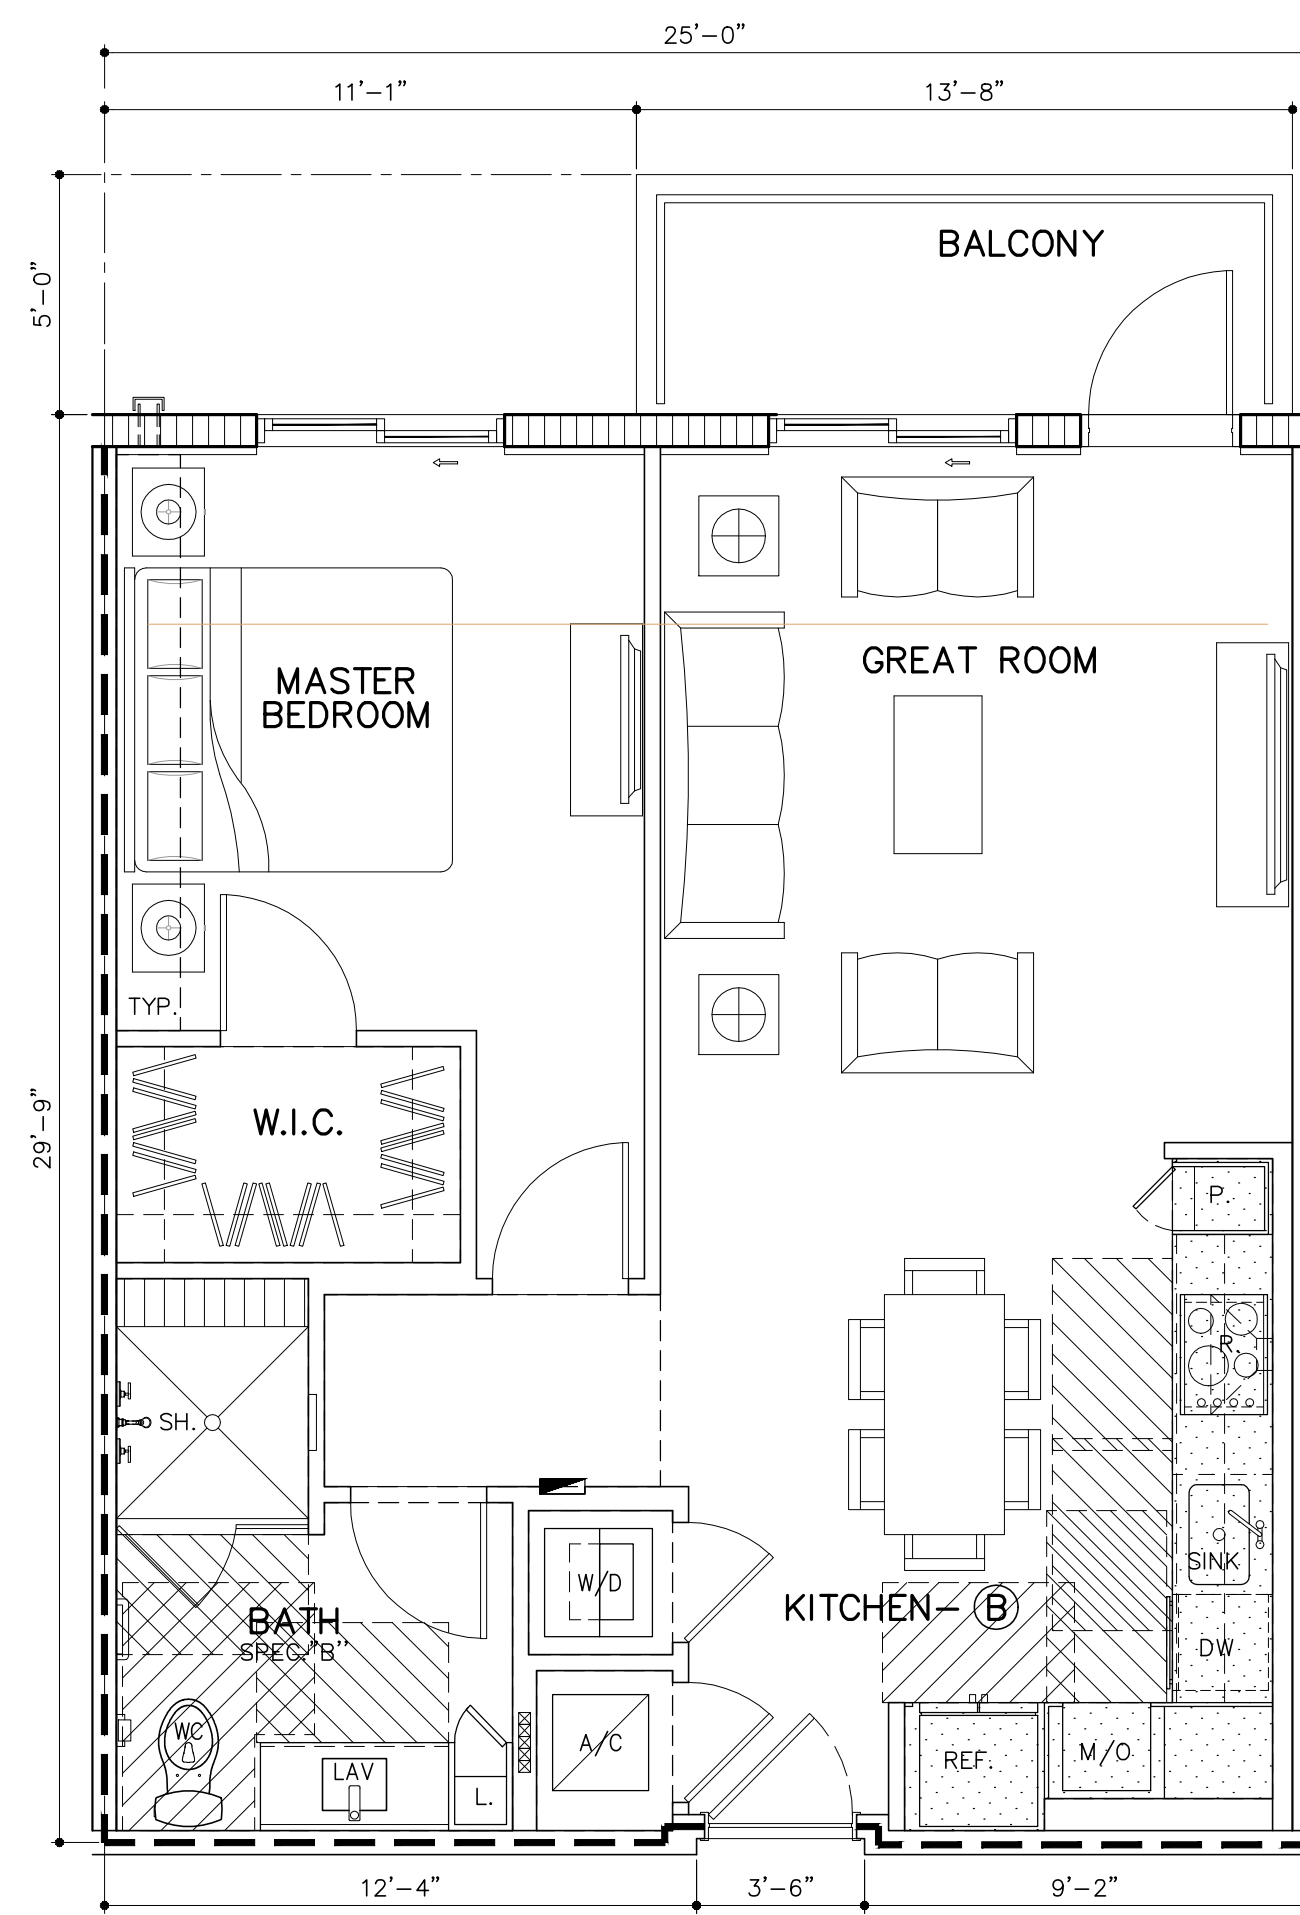 25'-0"
11'-1"
13'-8"
BALCONY
5'-0"
GREAT ROOM
MASTER
BEDROOM
TYP.
W.I.C.
29'-9"
P.
R.
SH.
SINK
W/D
KITCHEN- B
BATH
SPEC. "B"
DW
WC
A/C
M/O
REF.
LAV
L.
12'-4"
3'-6"
9'-2"